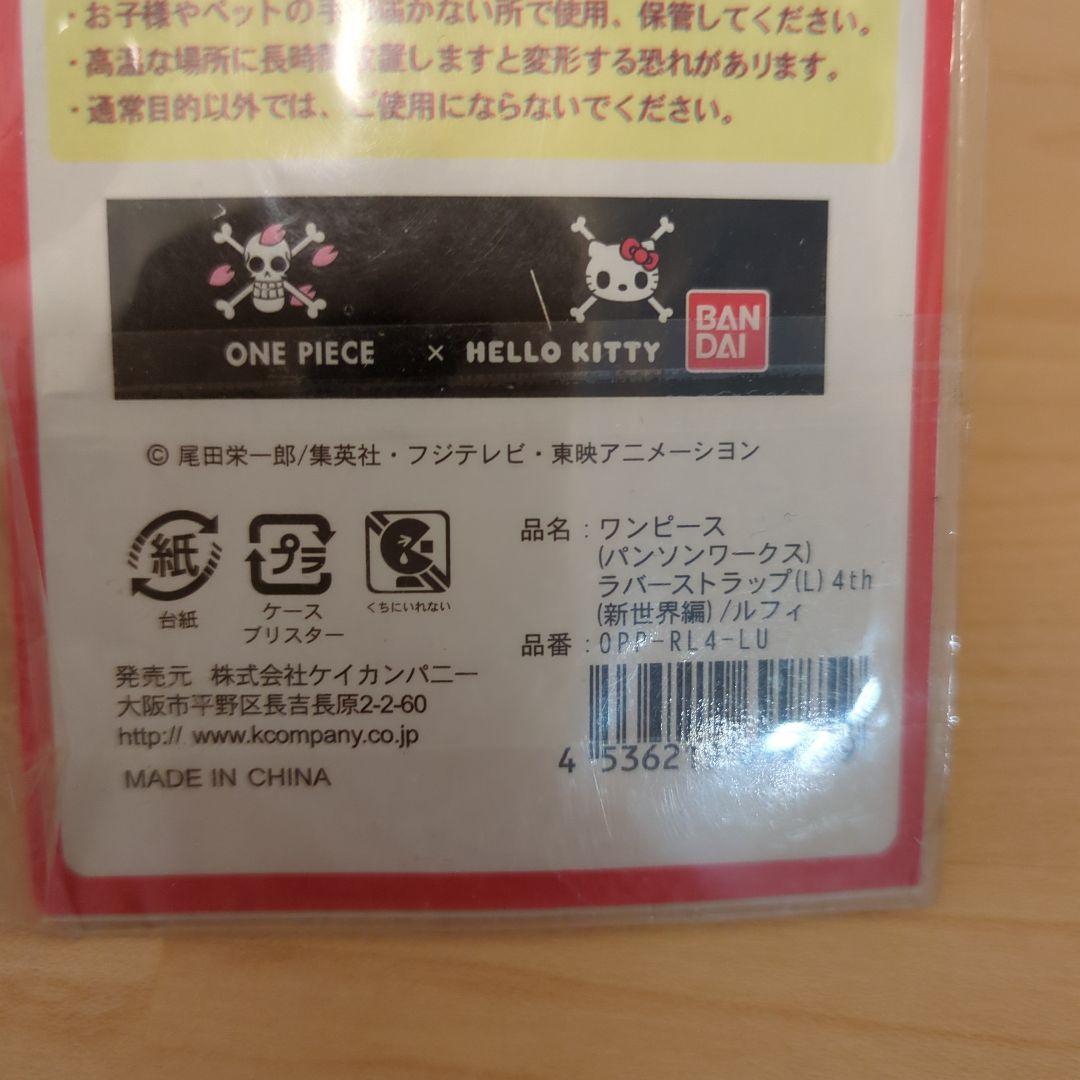 ・お子様やペットの手の届かない所で使用、保管してください。
・高温な場所に長時間放置しますと変形する恐れがあります。
・通常目的以外では、ご使用にならないでください。
ONE PIECE × HELLO KITTY
BAN
DAI
© 尾田栄一郎/集英社・フジテレビ・東映アニメーション
紙
台紙
プラ
ケース
ブリスター
くちにいれない
品名：ワンピース
(パンソンワークス)
ラバーストラップ(L) 4th
(新世界編)/ルフィ
品番：OPP-RL4-LU
発売元 株式会社ケイカンパニー
大阪市平野区長吉長原2-2-60
http:// www.kcompany.co.jp
MADE IN CHINA
4 53621